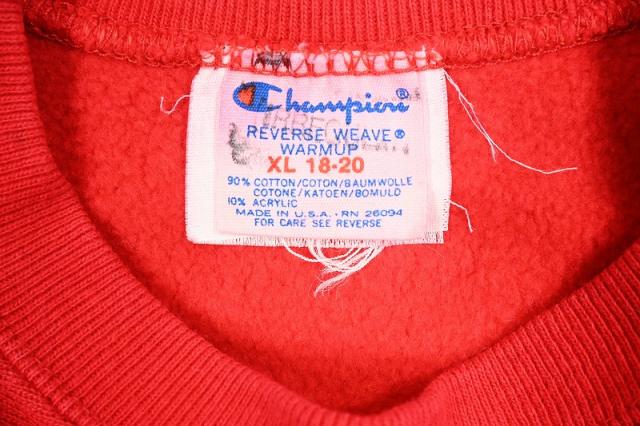 Champion®
REVERSE WEAVE®
WARMUP
XL 18-20
90% COTTON/COTON/BAUMWOLLE
COTONE/KATOEN/BOMULD
10% ACRYLIC
MADE IN U.S.A. • RN 26094
FOR CARE SEE REVERSE